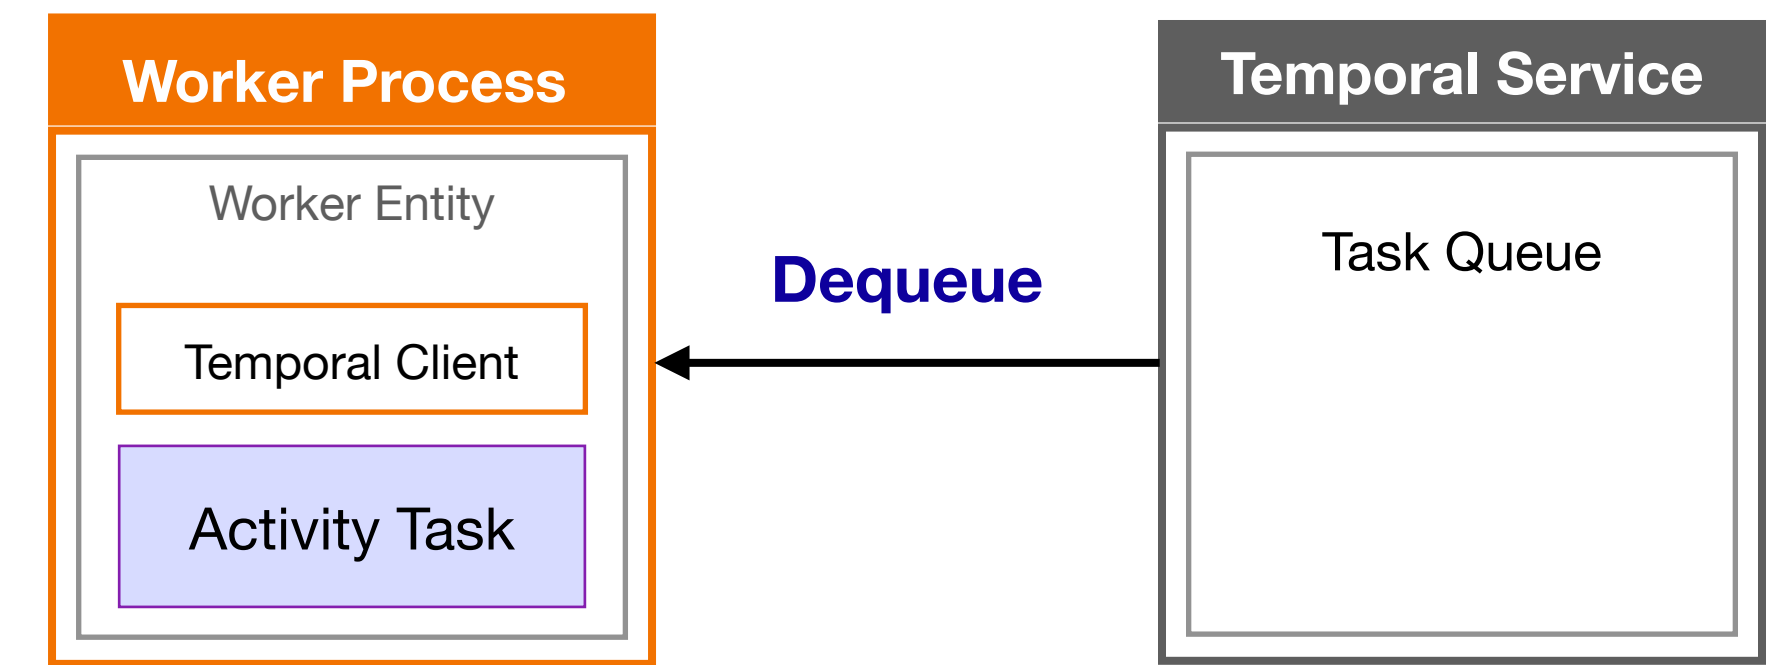 Worker Process
Worker Entity
Temporal Client
Activity Task
Dequeue
Temporal Service
Task Queue